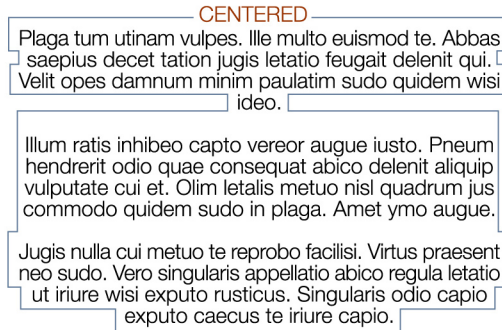 CENTERED
Plaga tum utinam vulpes. Ille multo euismod te. Abbas
saepius decet tation jugis letatio feugait delenit qui.
Velit opes damnum minim paulatim sudo quidem wisi
ideo.
Illum ratis inhibeo capto vereor augue iusto. Pneum
hendrerit odio quae consequat abico delenit aliquip
vulputate cui et. Olim letalis metuo nisl quadrum jus
commodo quidem sudo in plaga. Amet ymo augue.
Jugis nulla cui metuo te reprobo facilisi. Virtus praesent
neo sudo. Vero singularis appellatio abico regula letatio
ut iriure wisi exputo rusticus. Singularis odio capio
exputo caecus te iriure capio.